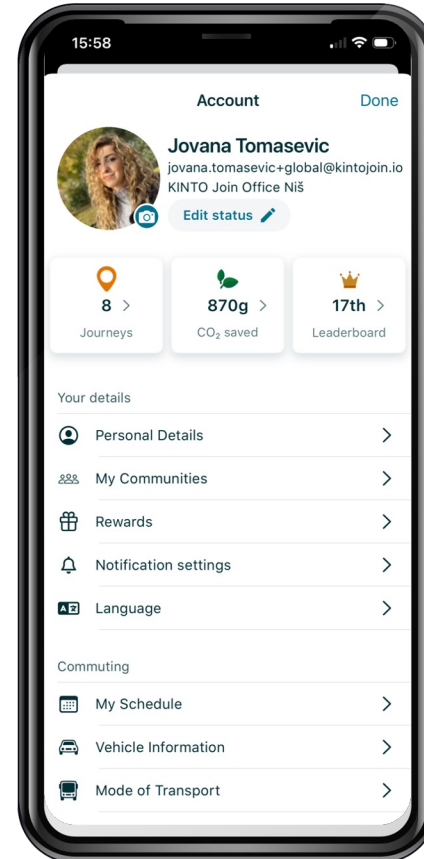 15:58
Account
Done
Jovana Tomasevic
jovana.tomasevic+global@kintojoin.io
KINTO Join Office Niš
Edit status
8
Journeys
870g
CO₂ saved
17th
Leaderboard
Your details
Personal Details
My Communities
Rewards
Notification settings
Language
Commuting
My Schedule
Vehicle Information
Mode of Transport